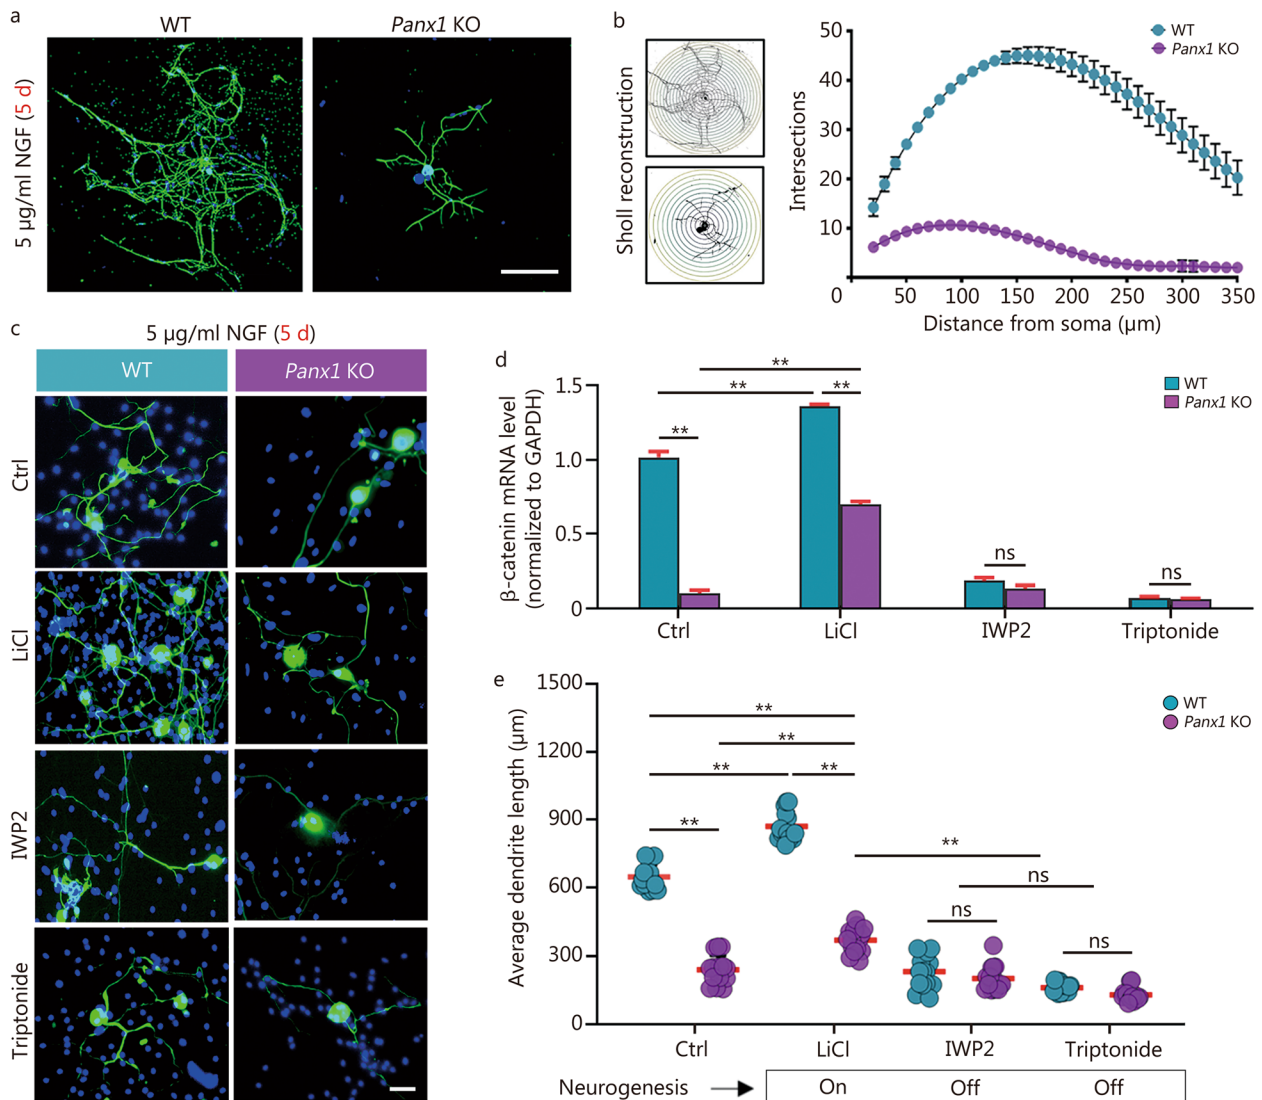 a
WT
Panx1 KO
5 µg/ml NGF (5 d)
b
Sholl reconstruction
Intersections
50
40
30
20
10
0
50
100
150
200
250
300
350
Distance from soma (µm)
WT
Panx1 KO
c
5 µg/ml NGF (5 d)
WT
Panx1 KO
Ctrl
LiCl
IWP2
Triptonide
d
β-catenin mRNA level
(normalized to GAPDH)
1.5
1.0
0.5
0
**
**
**
**
ns
ns
WT
Panx1 KO
Ctrl
LiCl
IWP2
Triptonide
e
Average dendrite length (µm)
1500
1200
900
600
300
0
**
**
**
**
**
**
ns
ns
ns
WT
Panx1 KO
Ctrl
LiCl
IWP2
Triptonide
Neurogenesis
On
Off
Off